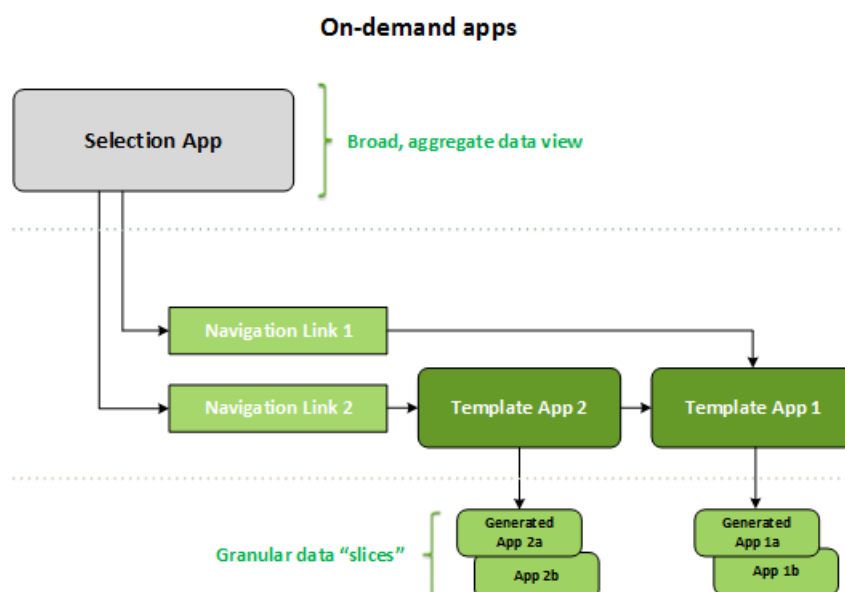 On-demand apps
Selection App
Broad, aggregate data view
Navigation Link 1
Navigation Link 2
Template App 2
Template App 1
Granular data “slices”
Generated
App 2a
App 2b
Generated
App 1a
App 1b